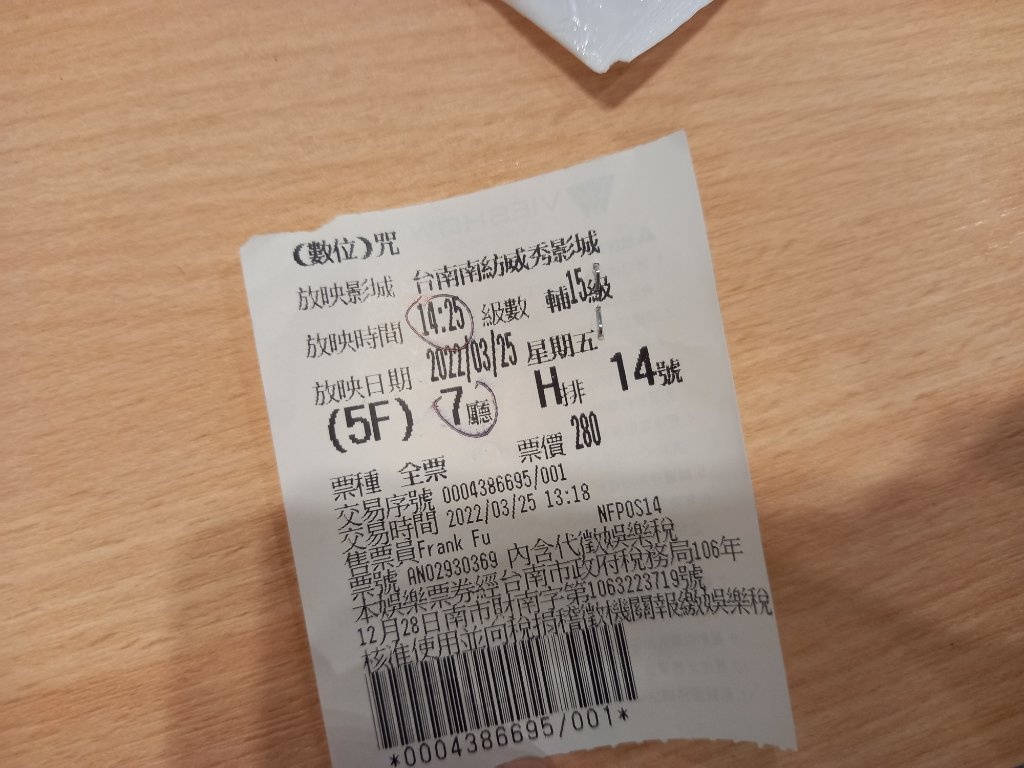 (數位)咒
放映影城 台南南紡威秀影城
放映時間 14:25 級數 輔15級
放映日期 2022/03/25 星期五
(5F) 7廳 H排 14號
票種 全票 票價 280
交易序號 0004386695/001
交易時間 2022/03/25 13:18
售票員Frank Fu NFPOS14
票號 AN02930369 內含代徵娛樂稅
本娛樂票券經台南市政府稅務局106年
12月28日南市財南字第1063223719號
核准使用並向稅捐稽徵機關報繳娛樂稅
*0004386695/001*